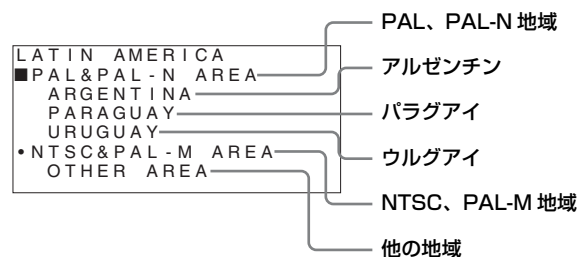 LATIN AMERICA
■PAL&PAL-N AREA
ARGENTINA
PARAGUAY
URUGUAY
•NTSC&PAL-M AREA
OTHER AREA
PAL、PAL-N 地域
アルゼンチン
パラグアイ
ウルグアイ
NTSC、PAL-M 地域
他の地域